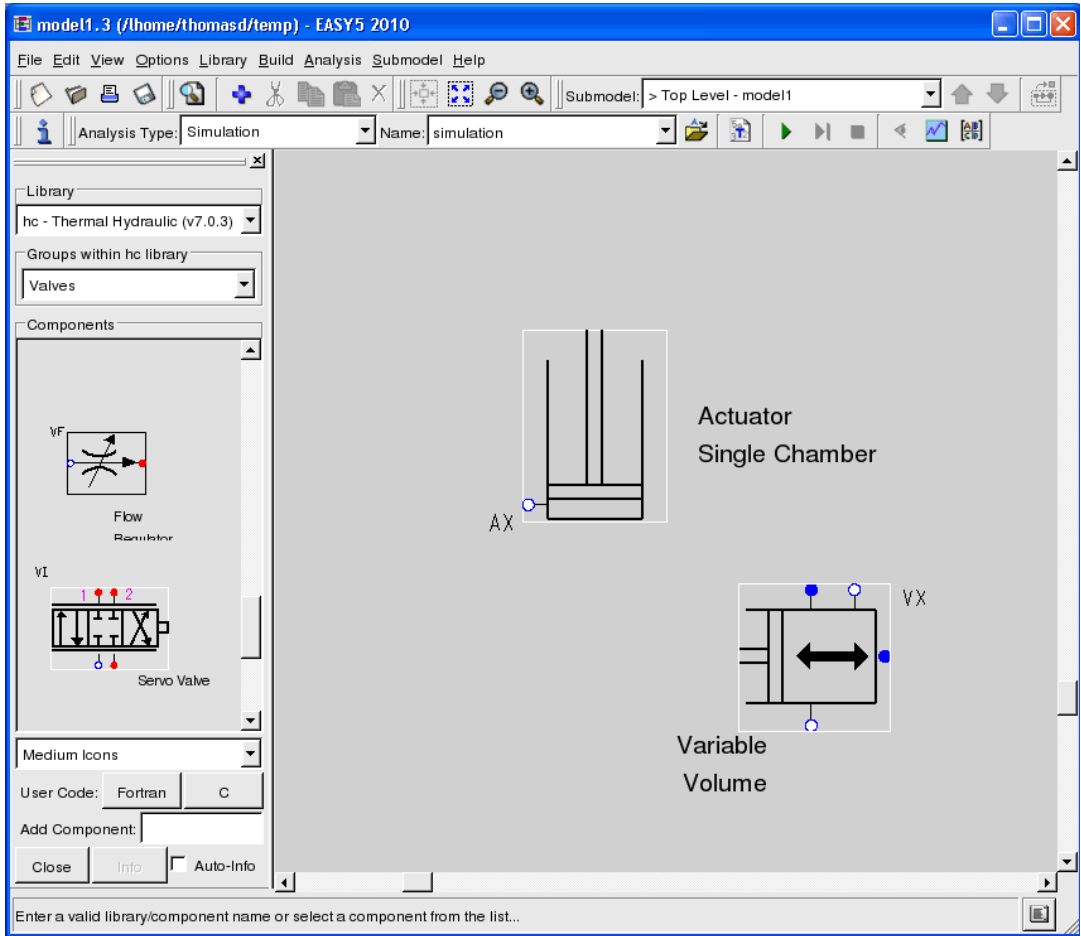 model1.3 (/lhome/thomasd/temp) - EASY5 2010
File Edit View Options Library Build Analysis Submodel Help
Submodel: > Top Level - model1
Analysis Type: Simulation Name: simulation
Library
hc - Thermal Hydraulic (v7.0.3)
Groups within hc library
Valves
Components
VF
Flow
Regulator
VI
1 2
Servo Valve
Medium Icons
User Code: Fortran C
Add Component:
Close Info Auto-Info
Actuator
Single Chamber
AX
VX
Variable
Volume
Enter a valid library/component name or select a component from the list...